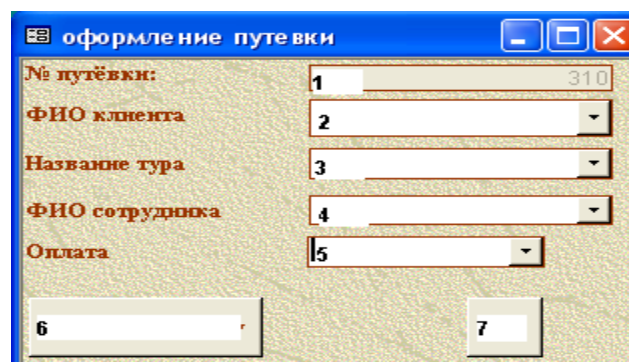 оформление путевки
№ путёвки: 1 310
ФИО клиента 2
Название тура 3
ФИО сотрудника 4
Оплата 5
6 7